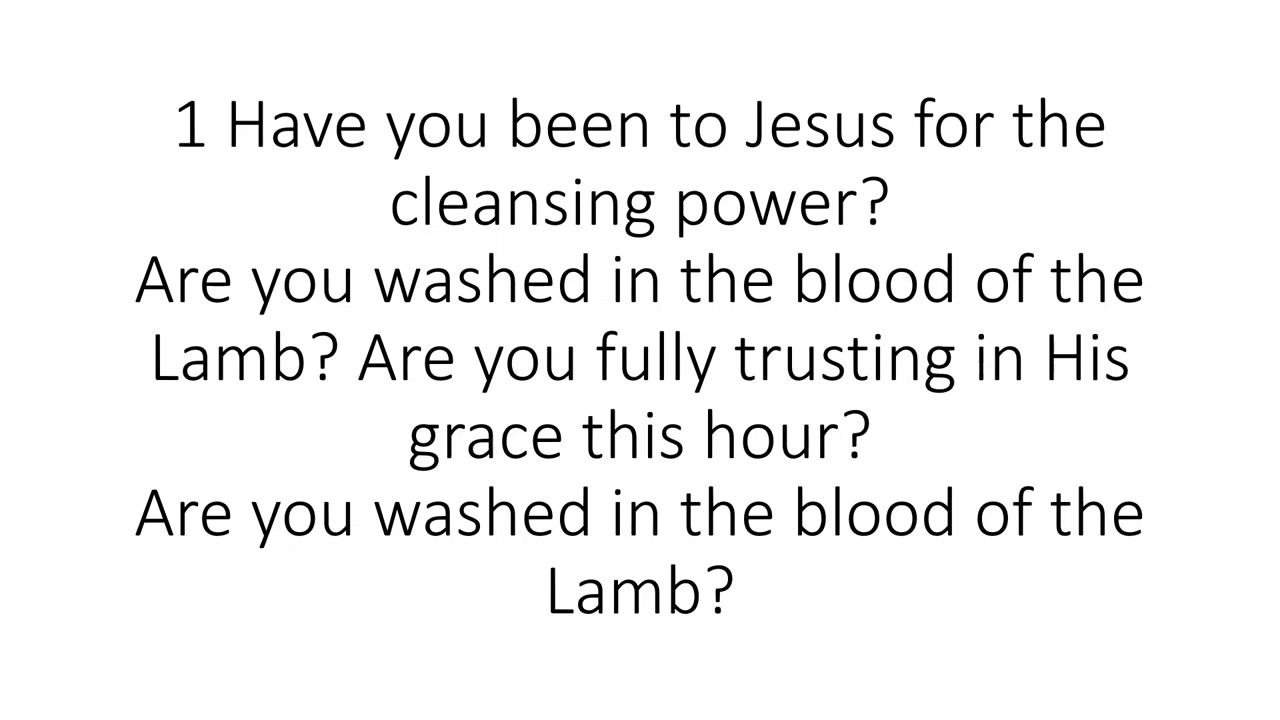 1 Have you been to Jesus for the
cleansing power?
Are you washed in the blood of the
Lamb? Are you fully trusting in His
grace this hour?
Are you washed in the blood of the
Lamb?